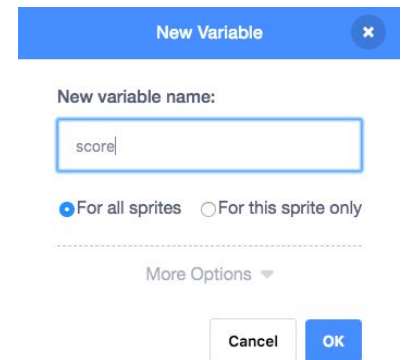 New Variable
New variable name:
score
For all sprites For this sprite only
More Options
Cancel OK